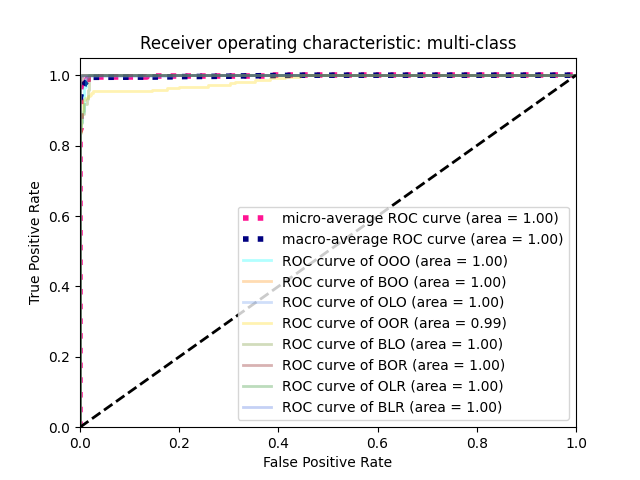 Receiver operating characteristic: multi-class
True Positive Rate
1.0
0.8
0.6
0.4
0.2
0.0
micro-average ROC curve (area = 1.00)
macro-average ROC curve (area = 1.00)
ROC curve of OOO (area = 1.00)
ROC curve of BOO (area = 1.00)
ROC curve of OLO (area = 1.00)
ROC curve of OOR (area = 0.99)
ROC curve of BLO (area = 1.00)
ROC curve of BOR (area = 1.00)
ROC curve of OLR (area = 1.00)
ROC curve of BLR (area = 1.00)
0.0 0.2 0.4 0.6 0.8 1.0
False Positive Rate